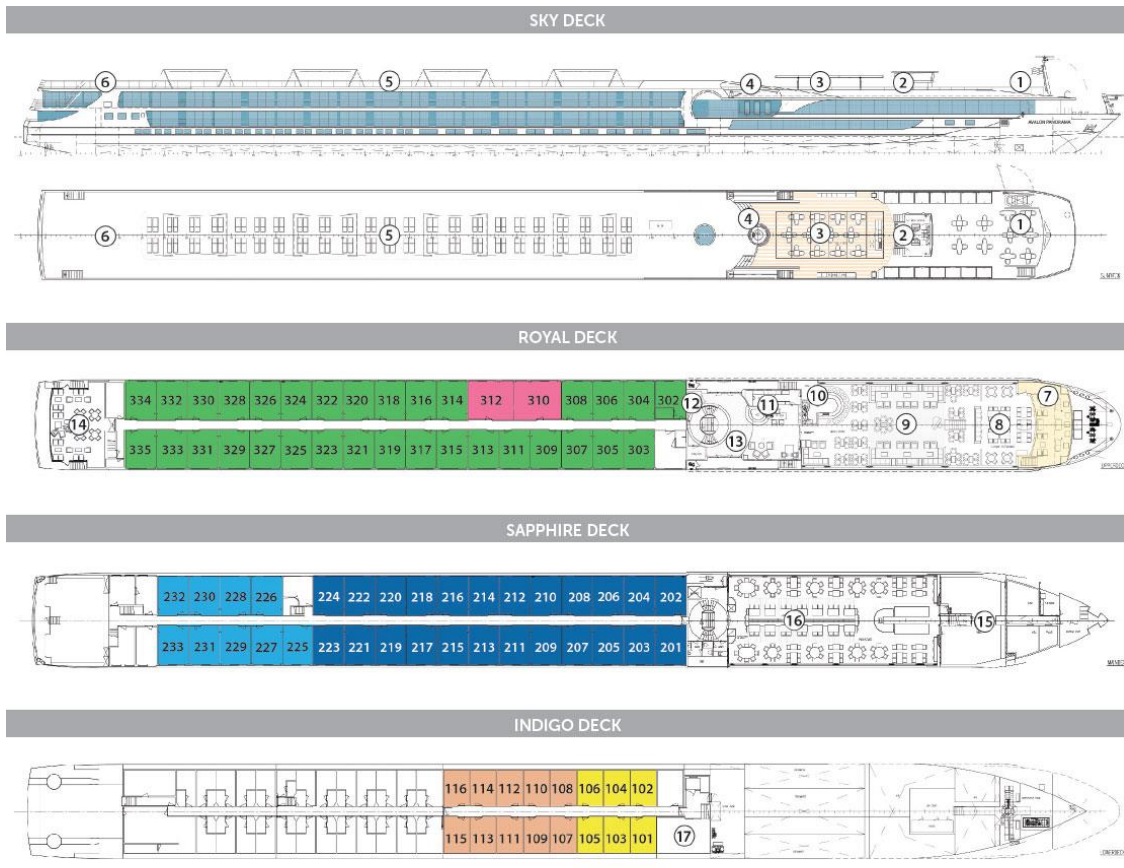 SKY DECK
6 5 4 3 2 1
AVALON PANORAMA
6 5 4 3 2 1
ROYAL DECK
334 332 330 328 326 324 322 320 318 316 314 312 310 308 306 304 302
14 12 13 11 10 9 8 7
335 333 331 329 327 325 323 321 319 317 315 313 311 309 307 305 303
SAPPHIRE DECK
232 230 228 226 224 222 220 218 216 214 212 210 208 206 204 202
16 15
233 231 229 227 225 223 221 219 217 215 213 211 209 207 205 203 201
INDIGO DECK
116 114 112 110 108 106 104 102
115 113 111 109 107 105 103 101 17